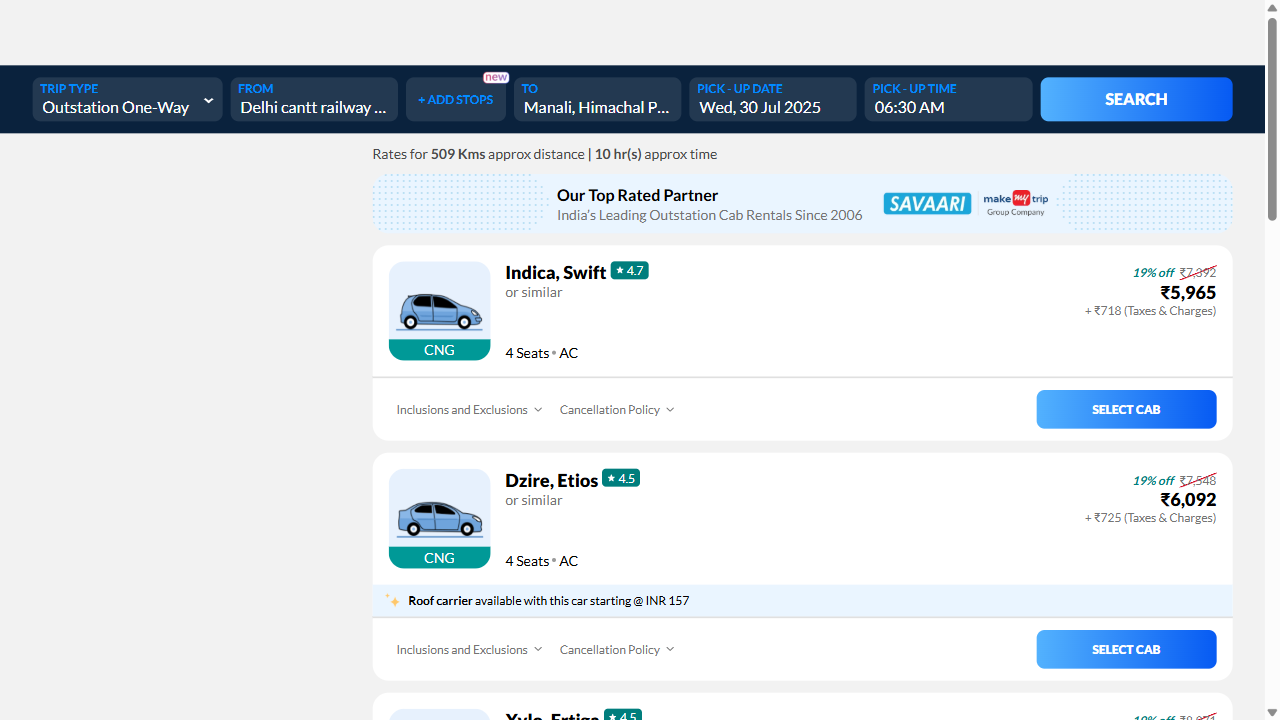 TRIP TYPE
Outstation One-Way
FROM
Delhi cantt railway ...
new
+ ADD STOPS
TO
Manali, Himachal P...
PICK - UP DATE
Wed, 30 Jul 2025
PICK - UP TIME
06:30 AM
SEARCH
Rates for 509 Kms approx distance | 10 hr(s) approx time
Our Top Rated Partner
India's Leading Outstation Cab Rentals Since 2006
SAVAARI
make my trip
Group Company
Indica, Swift ★ 4.7
or similar
CNG
4 Seats • AC
19% off ₹7,392
₹5,965
+ ₹718 (Taxes & Charges)
Inclusions and Exclusions
Cancellation Policy
SELECT CAB
Dzire, Etios ★ 4.5
or similar
CNG
4 Seats • AC
19% off ₹7,548
₹6,092
+ ₹725 (Taxes & Charges)
Roof carrier available with this car starting @ INR 157
Inclusions and Exclusions
Cancellation Policy
SELECT CAB
Xylo, Ertiga ★ 4.5
19% off